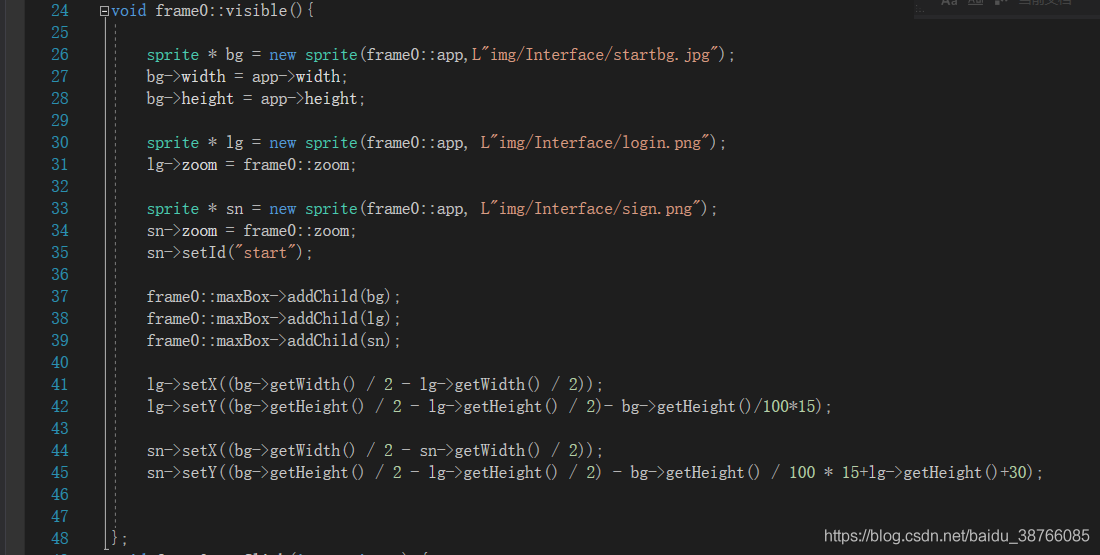 当前文档
24 void frame0::visible(){
25
26 sprite * bg = new sprite(frame0::app,L"img/Interface/startbg.jpg");
27 bg->width = app->width;
28 bg->height = app->height;
29
30 sprite * lg = new sprite(frame0::app, L"img/Interface/login.png");
31 lg->zoom = frame0::zoom;
32
33 sprite * sn = new sprite(frame0::app, L"img/Interface/sign.png");
34 sn->zoom = frame0::zoom;
35 sn->setId("start");
36
37 frame0::maxBox->addChild(bg);
38 frame0::maxBox->addChild(lg);
39 frame0::maxBox->addChild(sn);
40
41 lg->setX((bg->getWidth() / 2 - lg->getWidth() / 2));
42 lg->setY((bg->getHeight() / 2 - lg->getHeight() / 2)- bg->getHeight()/100*15);
43
44 sn->setX((bg->getWidth() / 2 - sn->getWidth() / 2));
45 sn->setY((bg->getHeight() / 2 - lg->getHeight() / 2) - bg->getHeight() / 100 * 15+lg->getHeight()+30);
46
47
48 };
https://blog.csdn.net/baidu_38766085